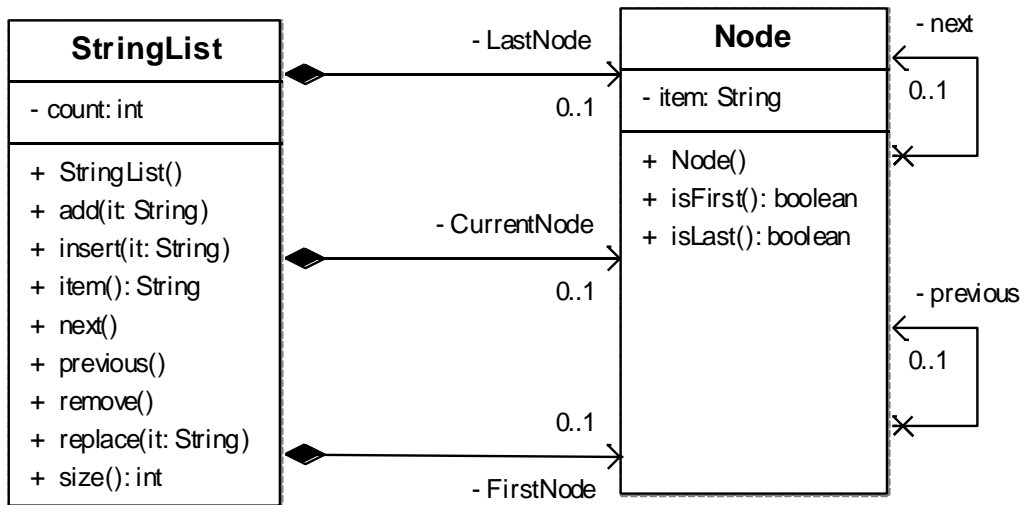 StringList
- count: int
+ StringList()
+ add(it: String)
+ insert(it: String)
+ item(): String
+ next()
+ previous()
+ remove()
+ replace(it: String)
+ size(): int
- LastNode
0..1
- CurrentNode
0..1
0..1
- FirstNode
Node
- item: String
+ Node()
+ isFirst(): boolean
+ isLast(): boolean
- next
0..1
- previous
0..1